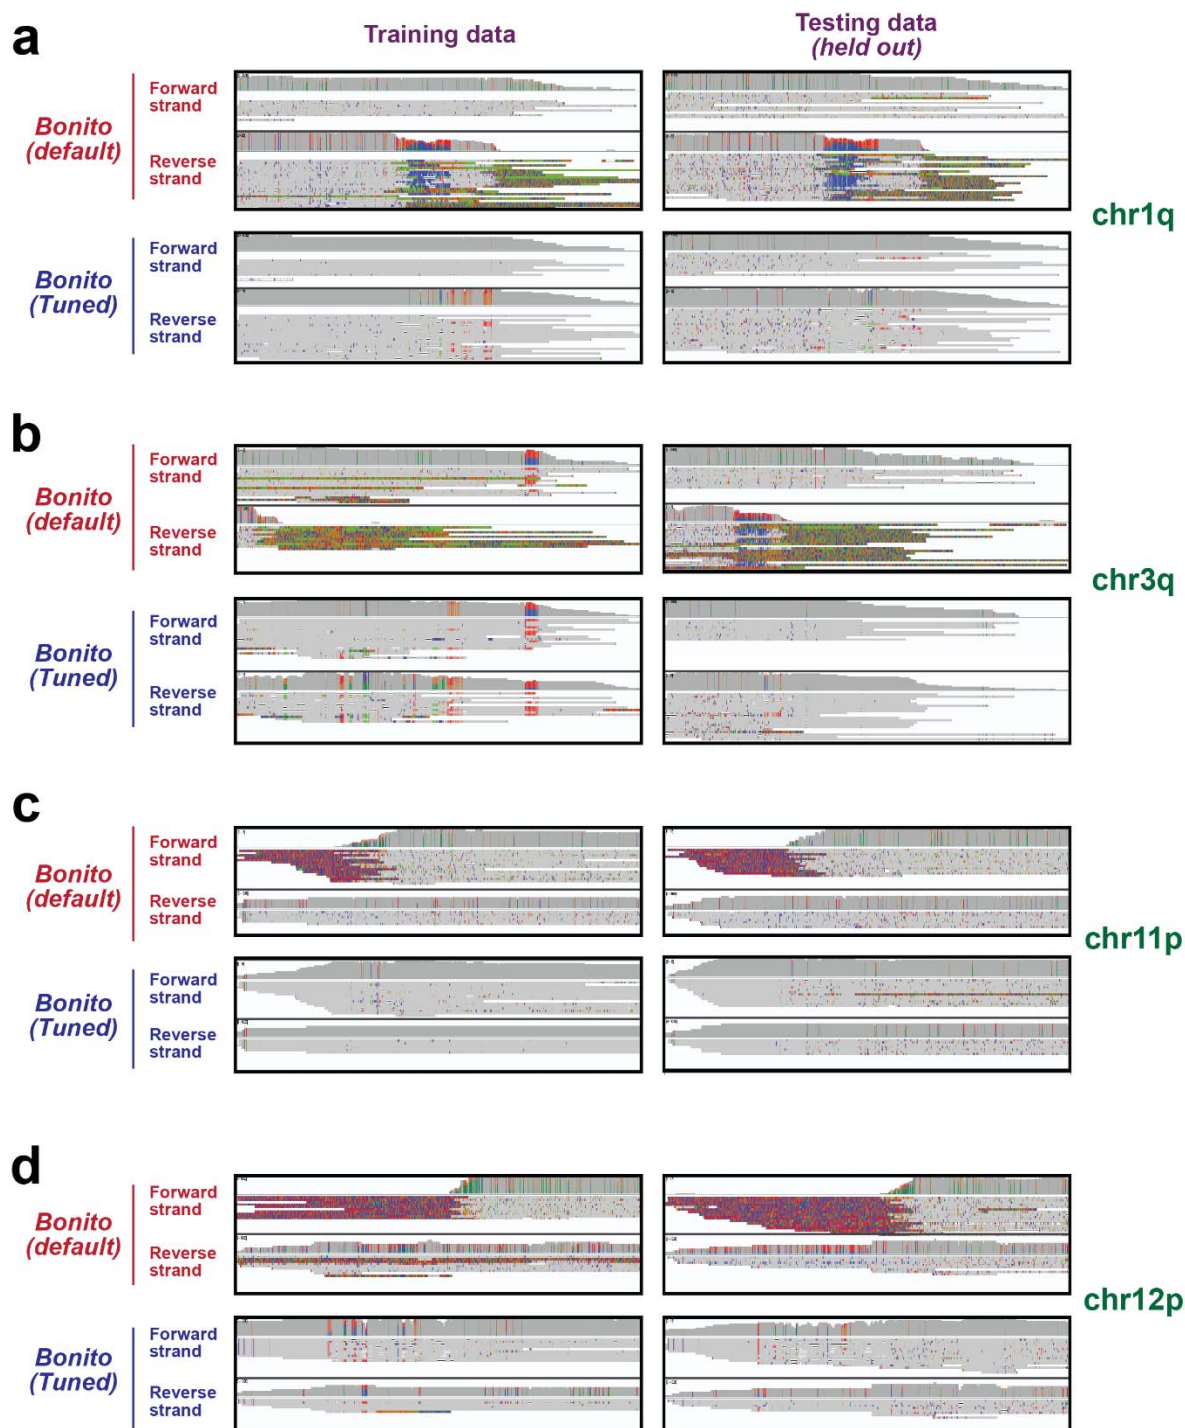 a
Training data
Testing data
(held out)
Bonito
(default)
Forward
strand
Reverse
strand
Bonito
(Tuned)
Forward
strand
Reverse
strand
chr1q
b
Bonito
(default)
Forward
strand
Reverse
strand
Bonito
(Tuned)
Forward
strand
Reverse
strand
chr3q
c
Bonito
(default)
Forward
strand
Reverse
strand
Bonito
(Tuned)
Forward
strand
Reverse
strand
chr11p
d
Bonito
(default)
Forward
strand
Reverse
strand
Bonito
(Tuned)
Forward
strand
Reverse
strand
chr12p